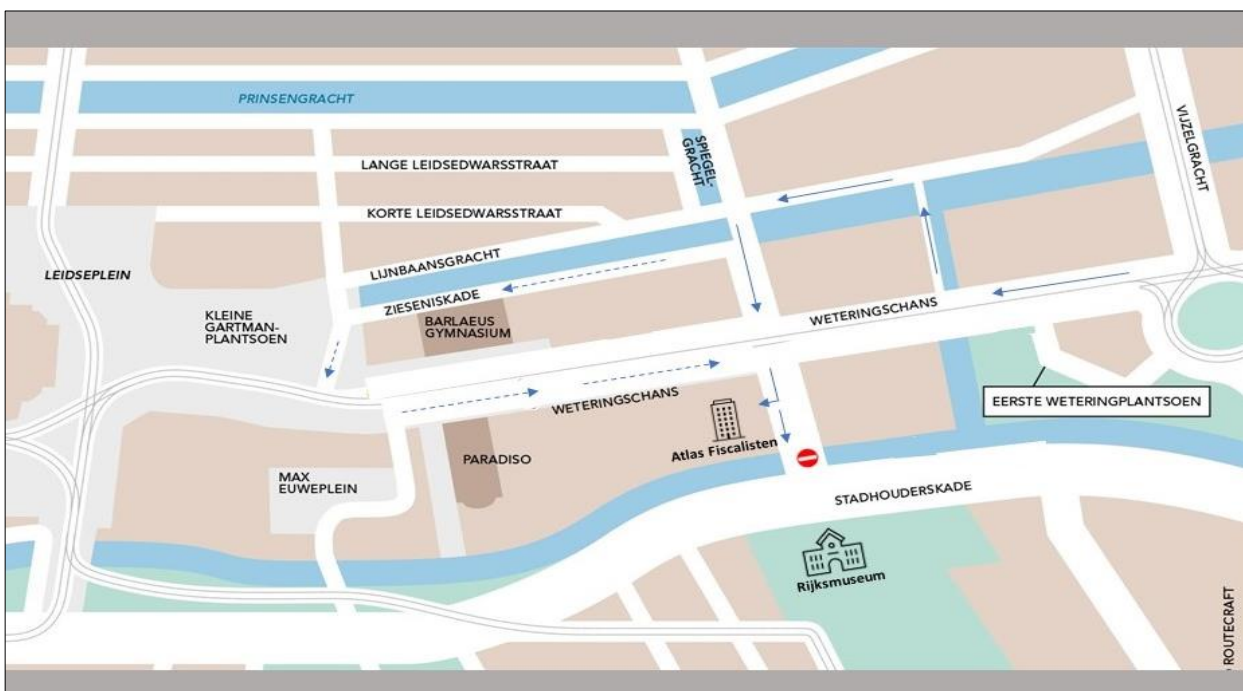 PRINSENGRACHT
LANGE LEIDSEDWARSSTRAAT
SPIEGEL-
GRACHT
VIJZELGRACHT
KORTE LEIDSEDWARSSTRAAT
LEIDSEPLEIN
LIJNBAANSGRACHT
ZIESENISKADE
KLEINE
GARTMAN-
PLANTSOEN
BARLAEUS
GYMNASIUM
WETERINGSCHANS
WETERINGSCHANS
EERSTE WETERINGPLANTSOEN
Atlas Fiscalisten
PARADISO
MAX
EUWEPLEIN
STADHOUDERSKADE
Rijksmuseum
ROUTECRAFT